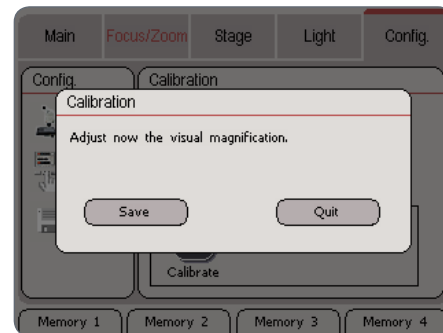 Main Focus/Zoom Stage Light Config.
Config. Calibration
Calibration
Adjust now the visual magnification.
Save Quit
Calibrate
Memory 1 Memory 2 Memory 3 Memory 4